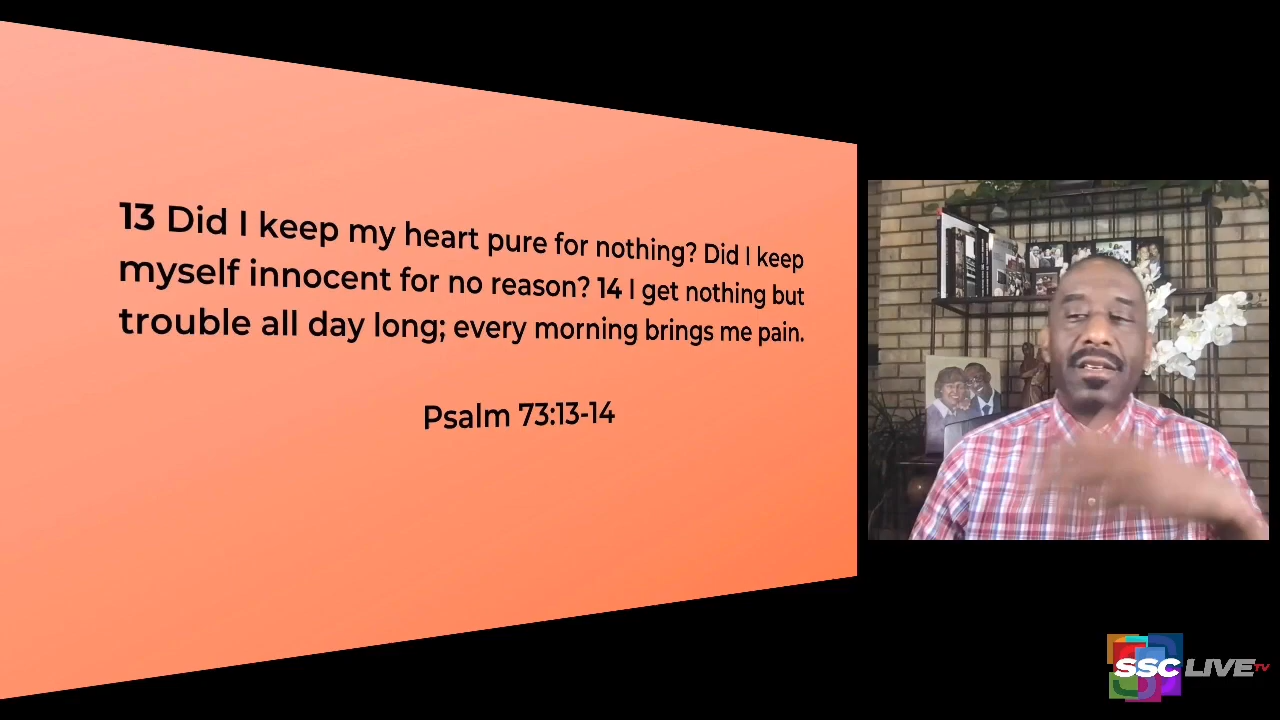 13 Did I keep my heart pure for nothing? Did I keep
myself innocent for no reason? 14 I get nothing but
trouble all day long; every morning brings me pain.
Psalm 73:13-14
SSC LIVE TV